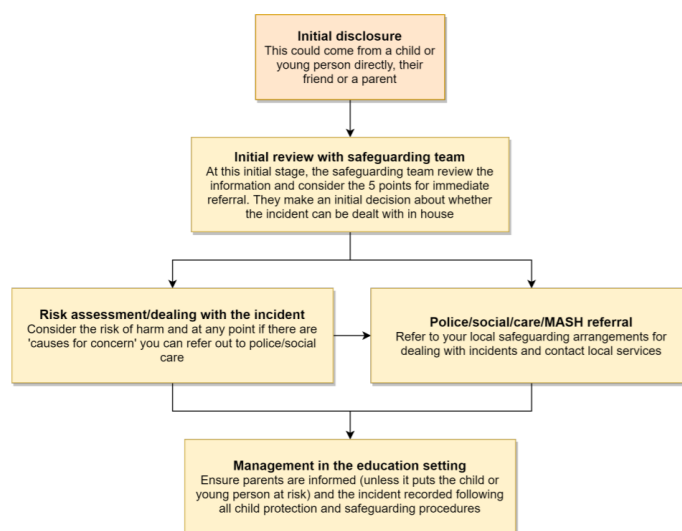 Initial disclosure
This could come from a child or
young person directly, their
friend or a parent
Initial review with safeguarding team
At this initial stage, the safeguarding team review the
information and consider the 5 points for immediate
referral. They make an initial decision about whether
the incident can be dealt with in house
Risk assessment/dealing with the incident
Consider the risk of harm and at any point if there are
'causes for concern' you can refer out to police/social
care
Police/social/care/MASH referral
Refer to your local safeguarding arrangements for
dealing with incidents and contact local services
Management in the education setting
Ensure parents are informed (unless it puts the child or
young person at risk) and the incident recorded following
all child protection and safeguarding procedures